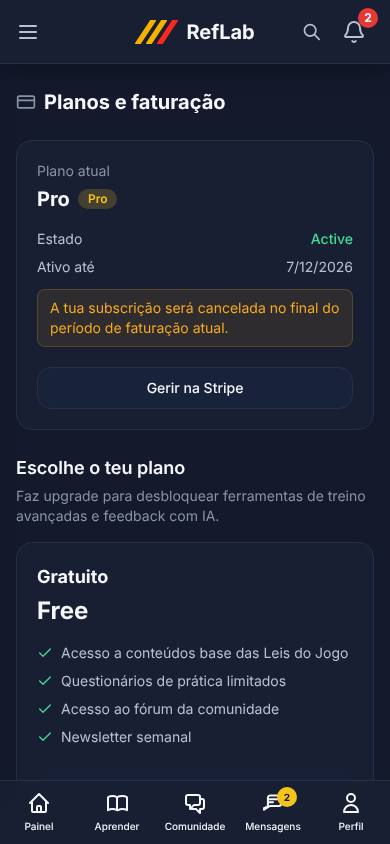 RefLab
2
Planos e faturação
Plano atual
Pro Pro
Estado Active
Ativo até 7/12/2026
A tua subscrição será cancelada no final do
período de faturação atual.
Gerir na Stripe
Escolhe o teu plano
Faz upgrade para desbloquear ferramentas de treino
avançadas e feedback com IA.
Gratuito
Free
Acesso a conteúdos base das Leis do Jogo
Questionários de prática limitados
Acesso ao fórum da comunidade
Newsletter semanal
2
Painel Aprender Comunidade Mensagens Perfil